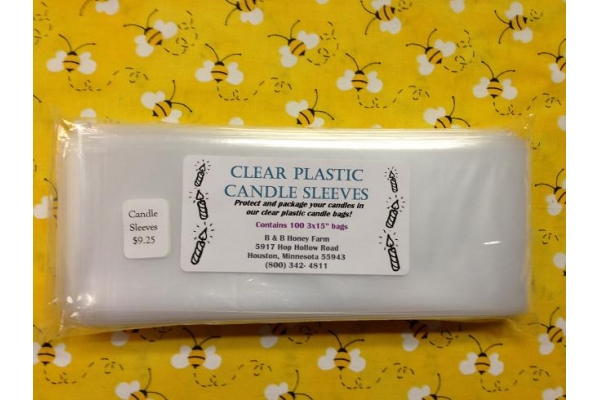 CLEAR PLASTIC
CANDLE SLEEVES
Protect and package your candles in
our clear plastic candle bags!
Contains 100 3x15" bags
B & B Honey Farm
5917 Hop Hollow Road
Houston, Minnesota 55943
(800) 342- 4811
Candle
Sleeves
$9.25